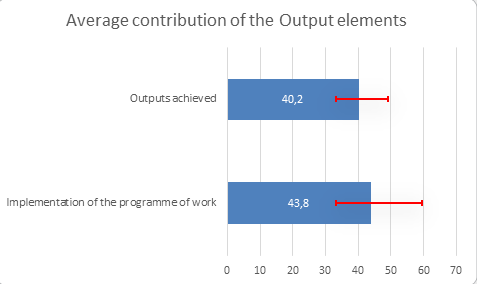 Average contribution of the Output elements
Outputs achieved
40,2
Implementation of the programme of work
43,8
0 10 20 30 40 50 60 70